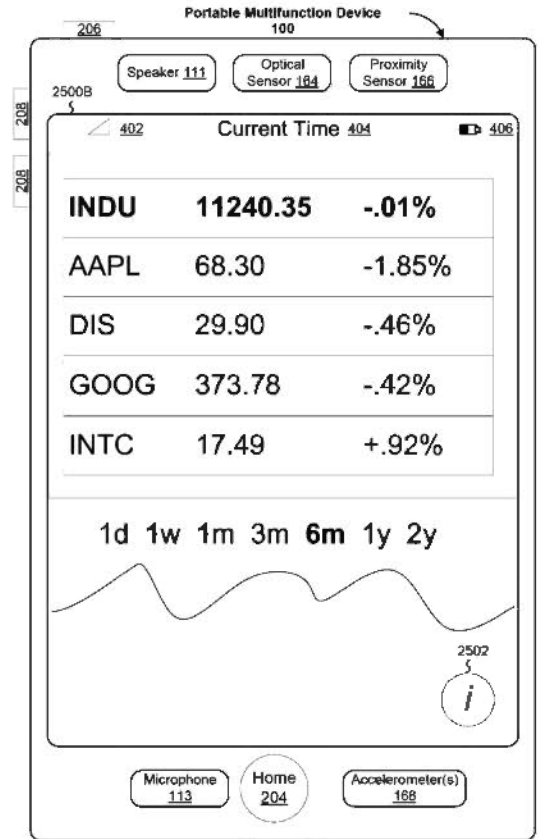 Portable Multifunction Device
100
206
Speaker 111
Optical
Sensor 164
Proximity
Sensor 166
2500B
208
208
402
Current Time 404
406
INDU 11240.35 -.01%
AAPL 68.30 -1.85%
DIS 29.90 -.46%
GOOG 373.78 -.42%
INTC 17.49 +.92%
1d 1w 1m 3m 6m 1y 2y
2502
i
Microphone
113
Home
204
Accelerometer(s)
168